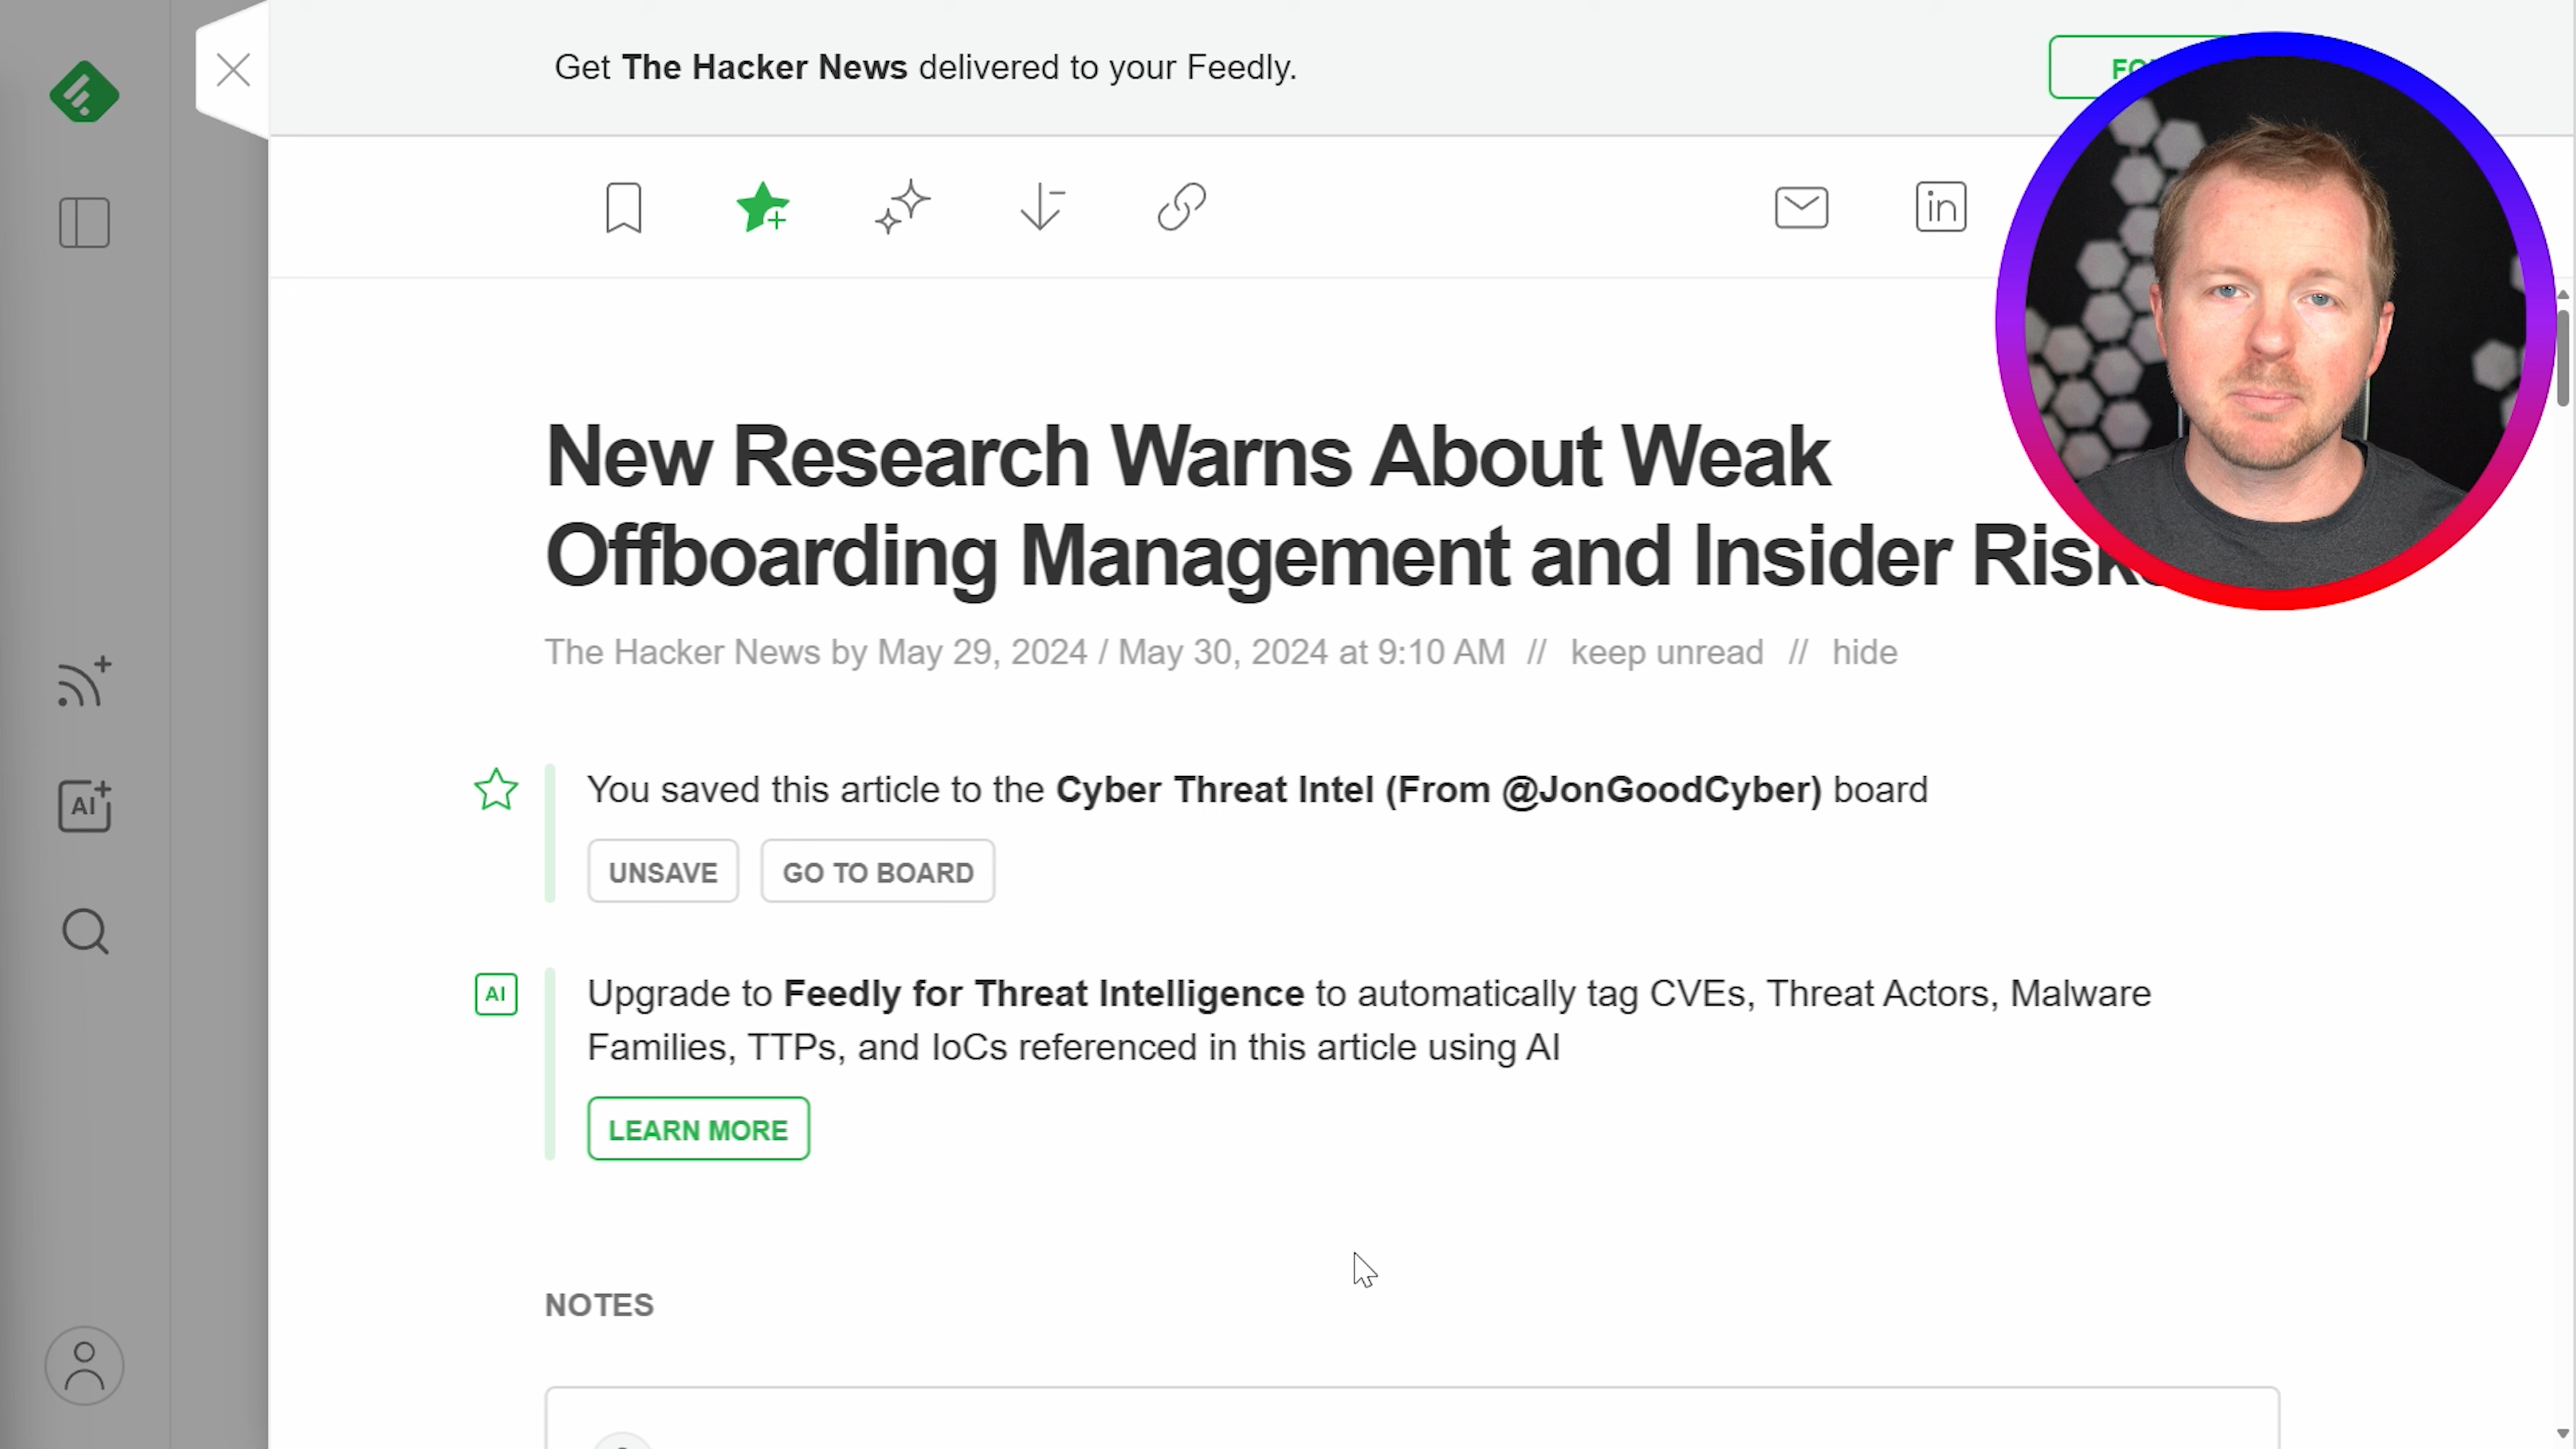 Get The Hacker News delivered to your Feedly.
in
New Research Warns About Weak
Offboarding Management and Insider
The Hacker News by May 29, 2024 / May 30, 2024 at 9:10 AM // keep unread // hide
You saved this article to the Cyber Threat Intel (From @JonGoodCyber) board
UNSAVE GO TO BOARD
AI
AI
Upgrade to Feedly for Threat Intelligence to automatically tag CVEs, Threat Actors, Malware
Families, TTPs, and IoCs referenced in this article using AI
LEARN MORE
NOTES